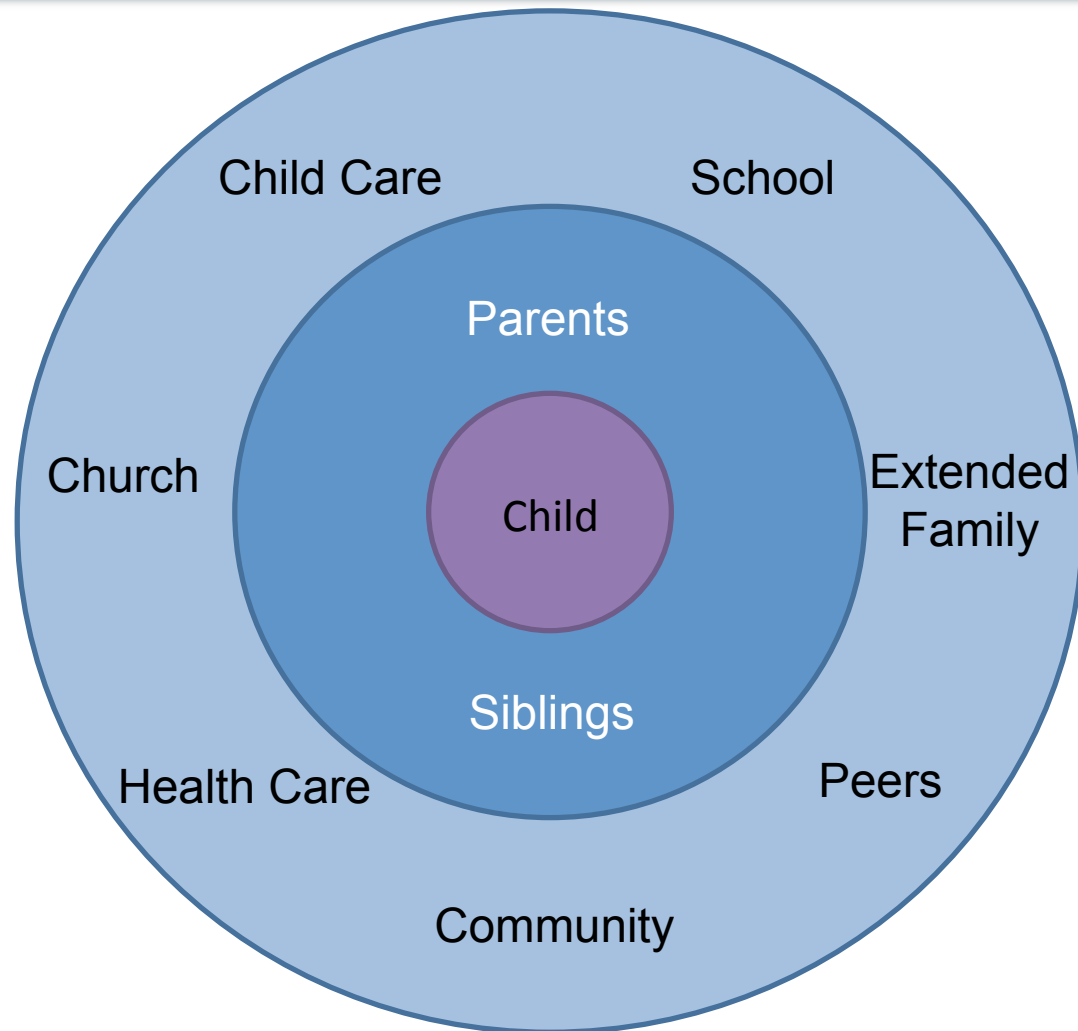 Child Care
School
Parents
Church
Child
Extended
Family
Siblings
Health Care
Peers
Community